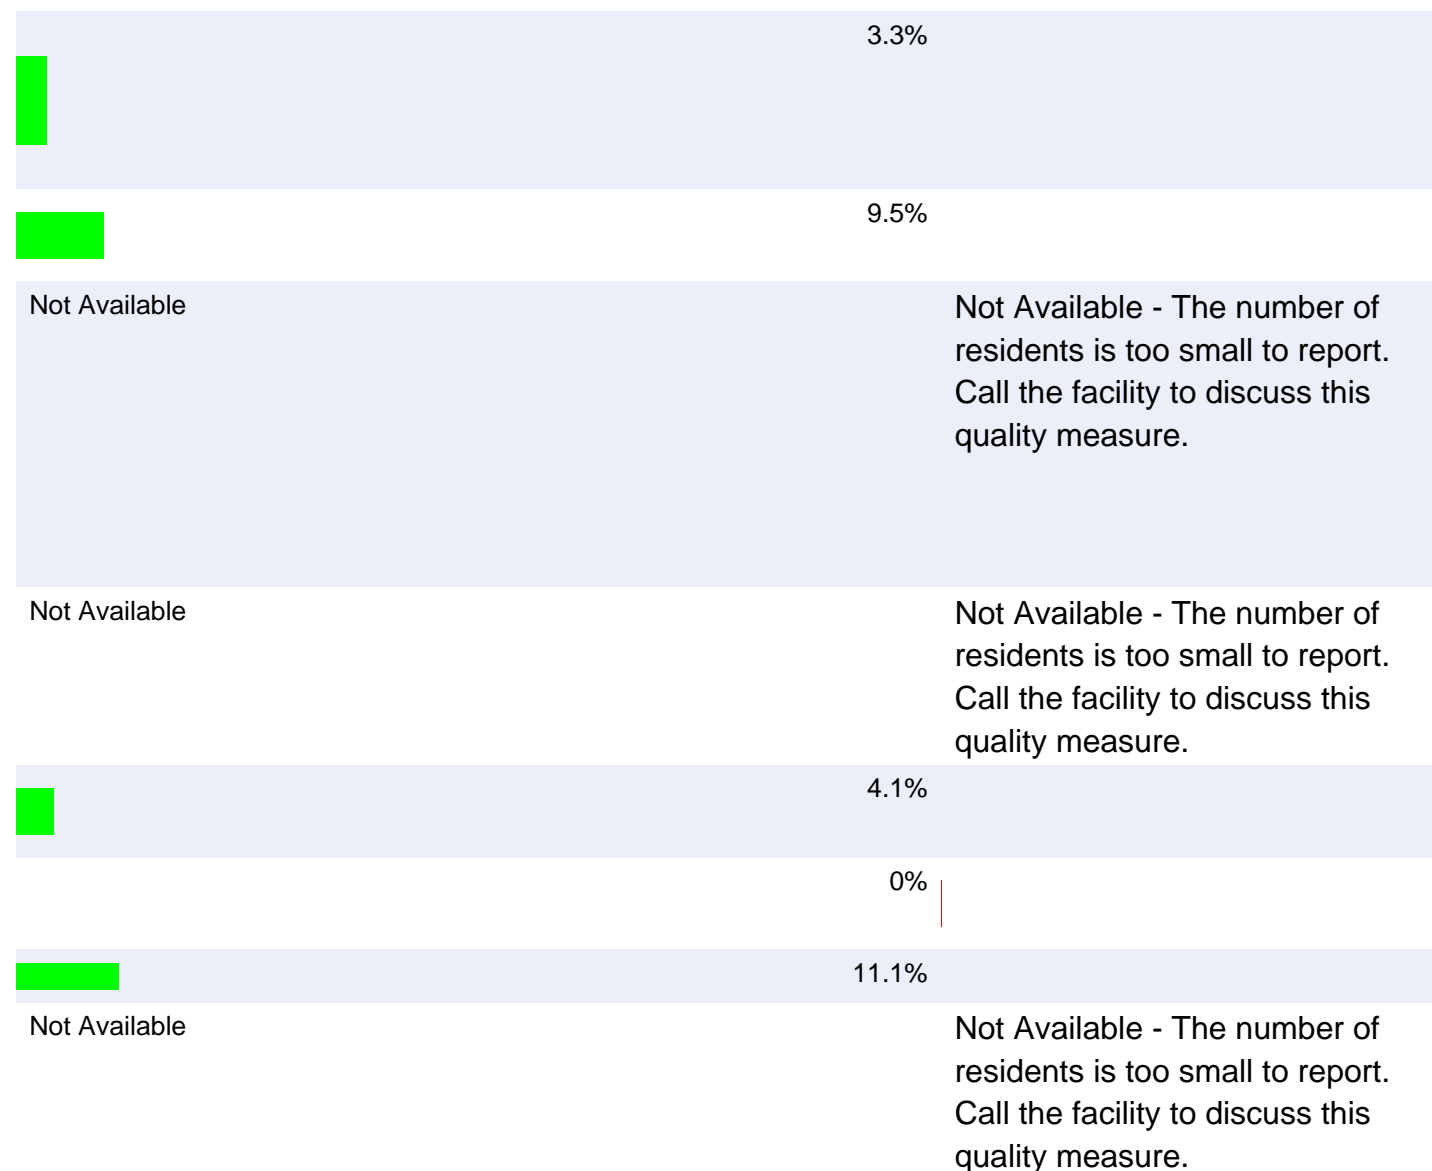 3.3%
9.5%
Not Available
Not Available - The number of
residents is too small to report.
Call the facility to discuss this
quality measure.
Not Available
Not Available - The number of
residents is too small to report.
Call the facility to discuss this
quality measure.
4.1%
0%
11.1%
Not Available
Not Available - The number of
residents is too small to report.
Call the facility to discuss this
quality measure.